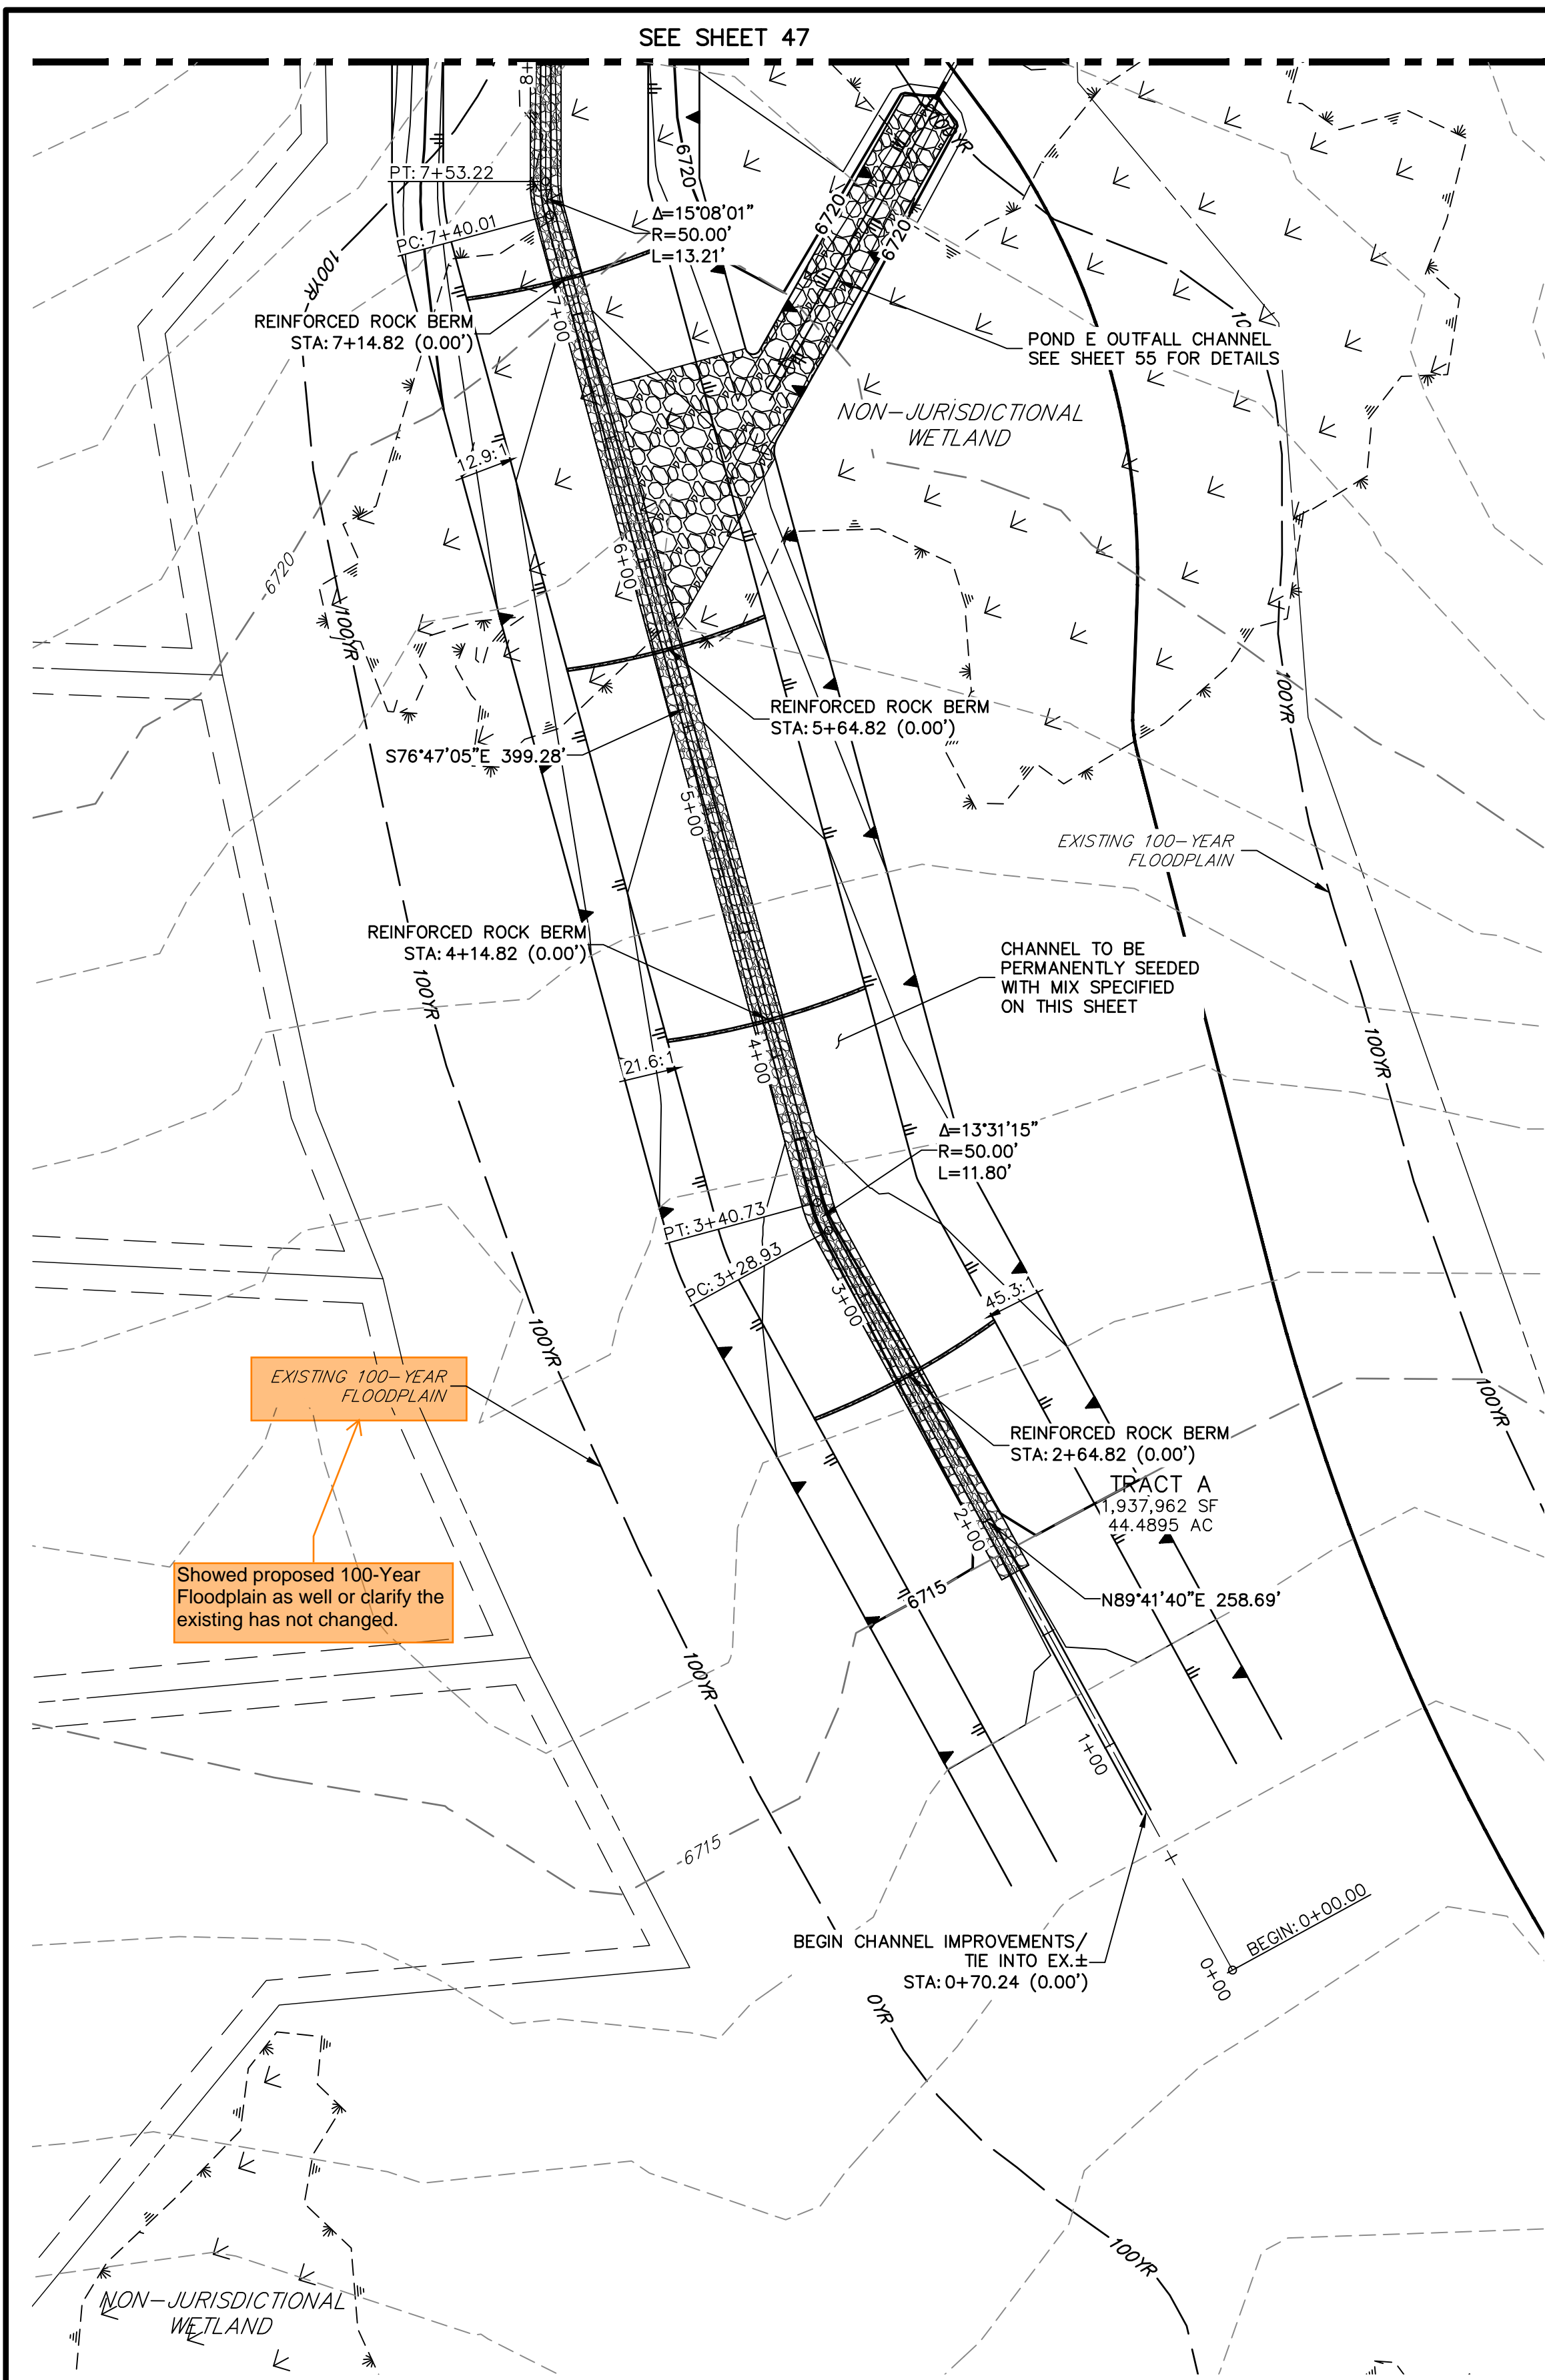 SEE SHEET 47
8+
PT: 7+53.22
6720
100YR
Δ=15°08'01"
R=50.00'
L=13.21'
PC: 7+40.01
6720
6720
100YR
REINFORCED ROCK BERM
STA: 7+14.82 (0.00')
7+00
10
POND E OUTFALL CHANNEL
SEE SHEET 55 FOR DETAILS
NON-JURISDICTIONAL
WETLAND
12.9:1
6+00
6720
100YR
100YR
REINFORCED ROCK BERM
STA: 5+64.82 (0.00')
S76°47'05"E 399.28'
5+00
EXISTING 100-YEAR
FLOODPLAIN
REINFORCED ROCK BERM
STA: 4+14.82 (0.00')
CHANNEL TO BE
PERMANENTLY SEEDED
WITH MIX SPECIFIED
ON THIS SHEET
100YR
4+00
100YR
21.6:1
Δ=13°31'15"
R=50.00'
L=11.80'
PT: 3+40.73
PC: 3+28.93
3+00
45.3:1
100YR
EXISTING 100-YEAR
FLOODPLAIN
100YR
REINFORCED ROCK BERM
STA: 2+64.82 (0.00')
TRACT A
1,937,962 SF
44.4895 AC
2+00
Showed proposed 100-Year
Floodplain as well or clarify the
existing has not changed.
6715
N89°41'40"E 258.69'
100YR
1+00
6715
BEGIN CHANNEL IMPROVEMENTS/
TIE INTO EX.±
STA: 0+70.24 (0.00')
BEGIN: 0+00.00
0+00
0YR
100YR
NON-JURISDICTIONAL
WETLAND